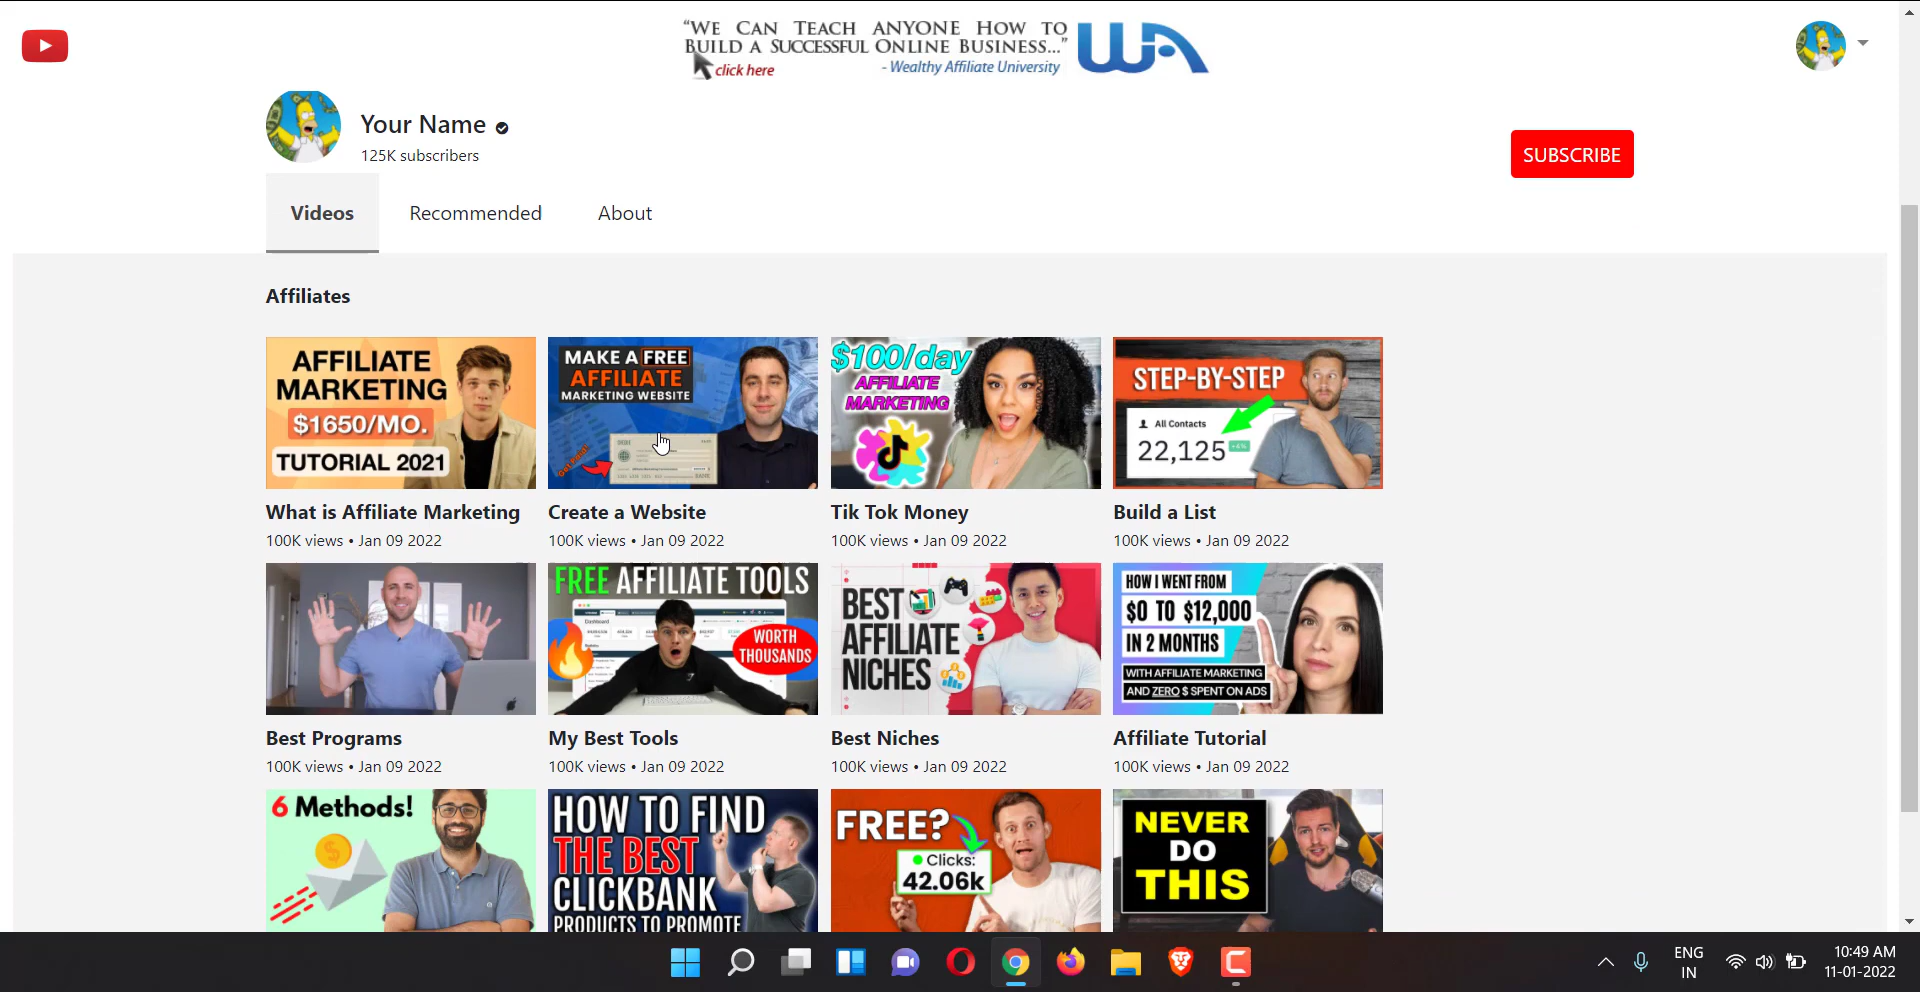 “WE CAN TEACH ANYONE HOW TO
BUILD A SUCCESSFUL ONLINE BUSINESS...”
click here
- Wealthy Affiliate University
WA
Your Name
125K subscribers
SUBSCRIBE
Videos
Recommended
About
Affiliates
AFFILIATE
MARKETING
$1650/MO.
TUTORIAL 2021
MAKE A FREE
AFFILIATE
MARKETING WEBSITE
$100/day
AFFILIATE
MARKETING
STEP-BY-STEP
All Contacts
22,125 +4%
What is Affiliate Marketing
100K views • Jan 09 2022
Create a Website
100K views • Jan 09 2022
Tik Tok Money
100K views • Jan 09 2022
Build a List
100K views • Jan 09 2022
FREE AFFILIATE TOOLS
Dashboard
WORTH
THOUSANDS
BEST
AFFILIATE
NICHES
HOW I WENT FROM
$0 TO $12,000
IN 2 MONTHS
WITH AFFILIATE MARKETING
AND ZERO $ SPENT ON ADS
Best Programs
100K views • Jan 09 2022
My Best Tools
100K views • Jan 09 2022
Best Niches
100K views • Jan 09 2022
Affiliate Tutorial
100K views • Jan 09 2022
6 Methods!
HOW TO FIND
THE BEST
CLICKBANK
PRODUCTS TO PROMOTE
FREE?
Clicks:
42.06k
NEVER
DO
THIS
ENG
IN
10:49 AM
11-01-2022